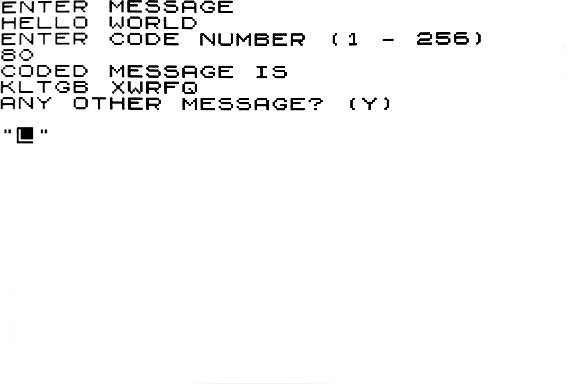 ENTER MESSAGE
HELLO WORLD
ENTER CODE NUMBER (1 - 256)
80
CODED MESSAGE IS
KLTGB XWRFQ
ANY OTHER MESSAGE? (Y)
"L"